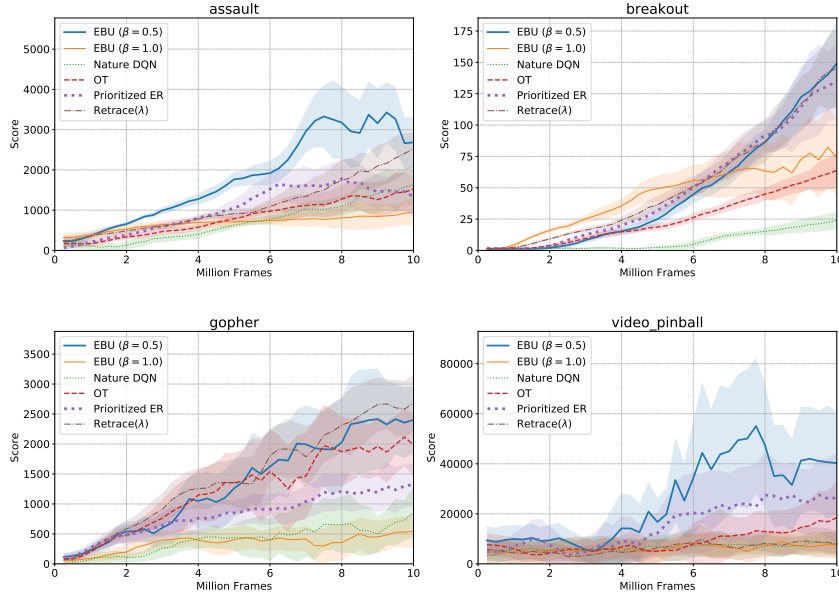 assault
5000
4000
3000
2000
1000
0
Score
EBU (β = 0.5)
EBU (β = 1.0)
Nature DQN
OT
Prioritized ER
Retrace(λ)
0 2 4 6 8 10
Million Frames
breakout
175
150
125
100
75
50
25
0
Score
EBU (β = 0.5)
EBU (β = 1.0)
Nature DQN
OT
Prioritized ER
Retrace(λ)
0 2 4 6 8 10
Million Frames
gopher
3500
3000
2500
2000
1500
1000
500
0
Score
EBU (β = 0.5)
EBU (β = 1.0)
Nature DQN
OT
Prioritized ER
Retrace(λ)
0 2 4 6 8 10
Million Frames
video_pinball
80000
60000
40000
20000
0
Score
EBU (β = 0.5)
EBU (β = 1.0)
Nature DQN
OT
Prioritized ER
Retrace(λ)
0 2 4 6 8 10
Million Frames